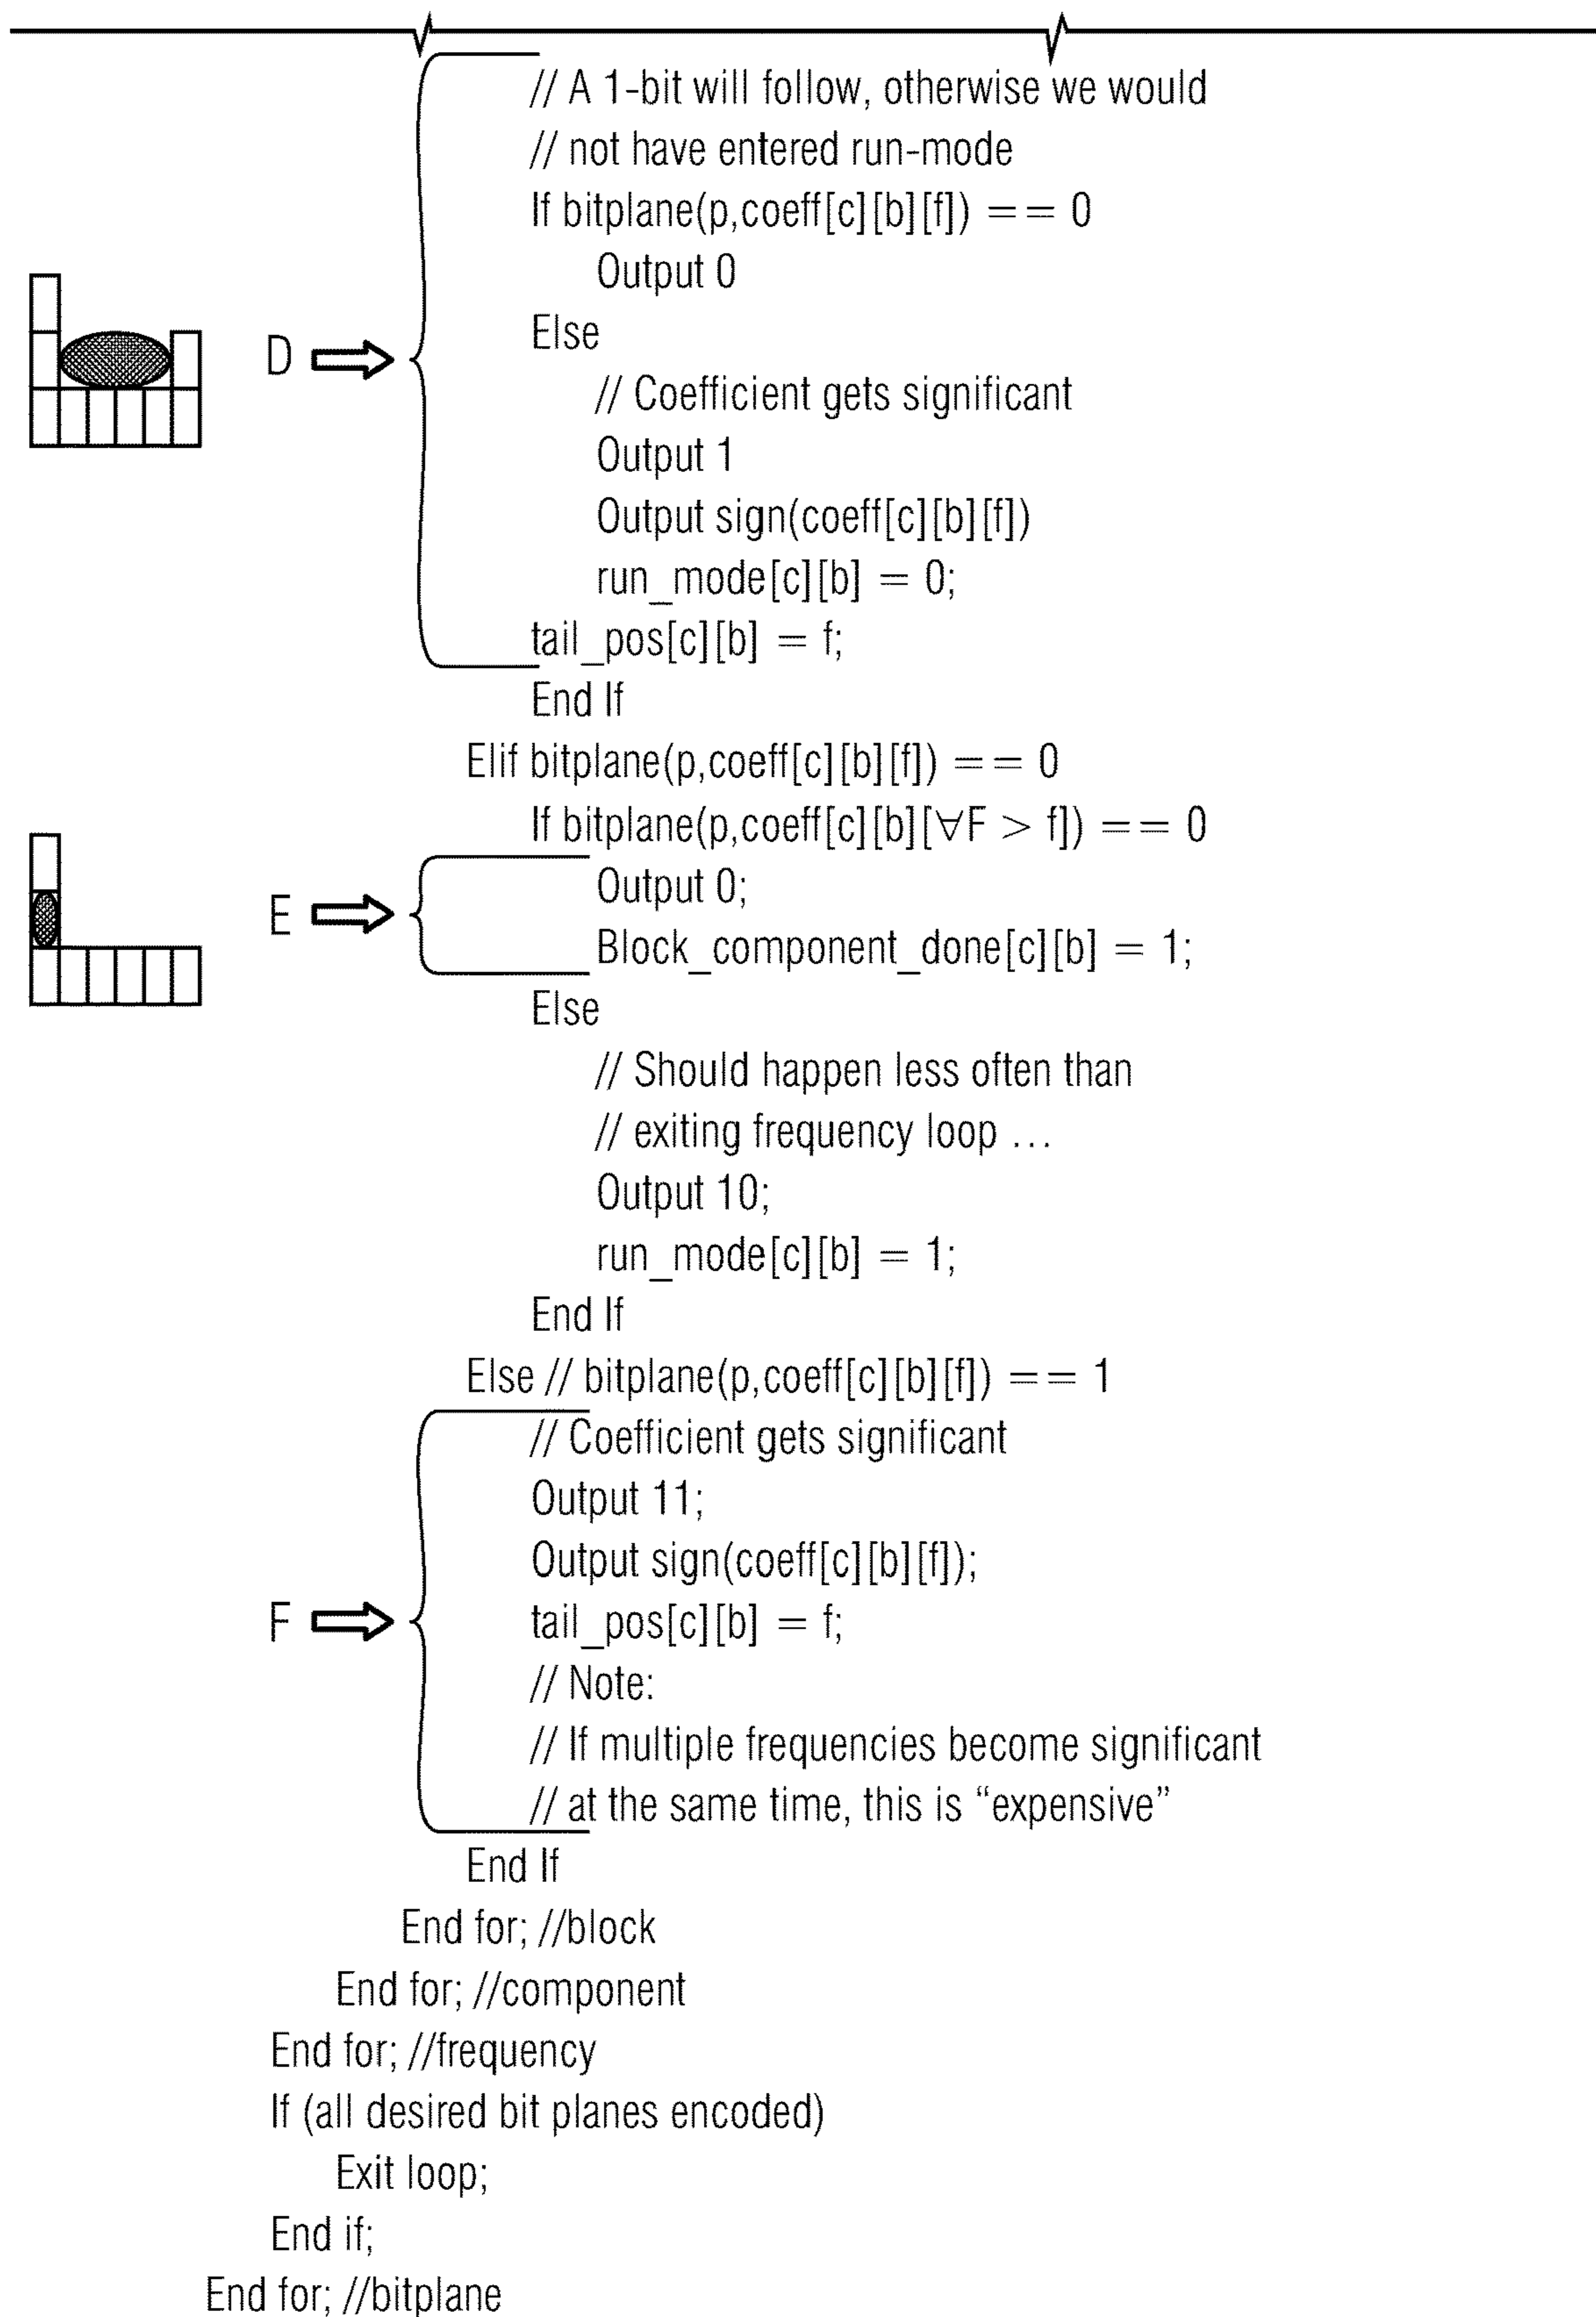 // A 1-bit will follow, otherwise we would
// not have entered run-mode
If bitplane(p,coeff[c][b][f]) == 0
Output 0
D
Else
// Coefficient gets significant
Output 1
Output sign(coeff[c][b][f])
run_mode[c][b] = 0;
tail_pos[c][b] = f;
End If
Elif bitplane(p,coeff[c][b][f]) == 0
If bitplane(p,coeff[c][b][∀F > f]) == 0
Output 0;
E
Block_component_done[c][b] = 1;
Else
// Should happen less often than
// exiting frequency loop ...
Output 10;
run_mode[c][b] = 1;
End If
Else // bitplane(p,coeff[c][b][f]) == 1
// Coefficient gets significant
Output 11;
Output sign(coeff[c][b][f]);
F
tail_pos[c][b] = f;
// Note:
// If multiple frequencies become significant
// at the same time, this is “expensive”
End If
End for; //block
End for; //component
End for; //frequency
If (all desired bit planes encoded)
Exit loop;
End if;
End for; //bitplane